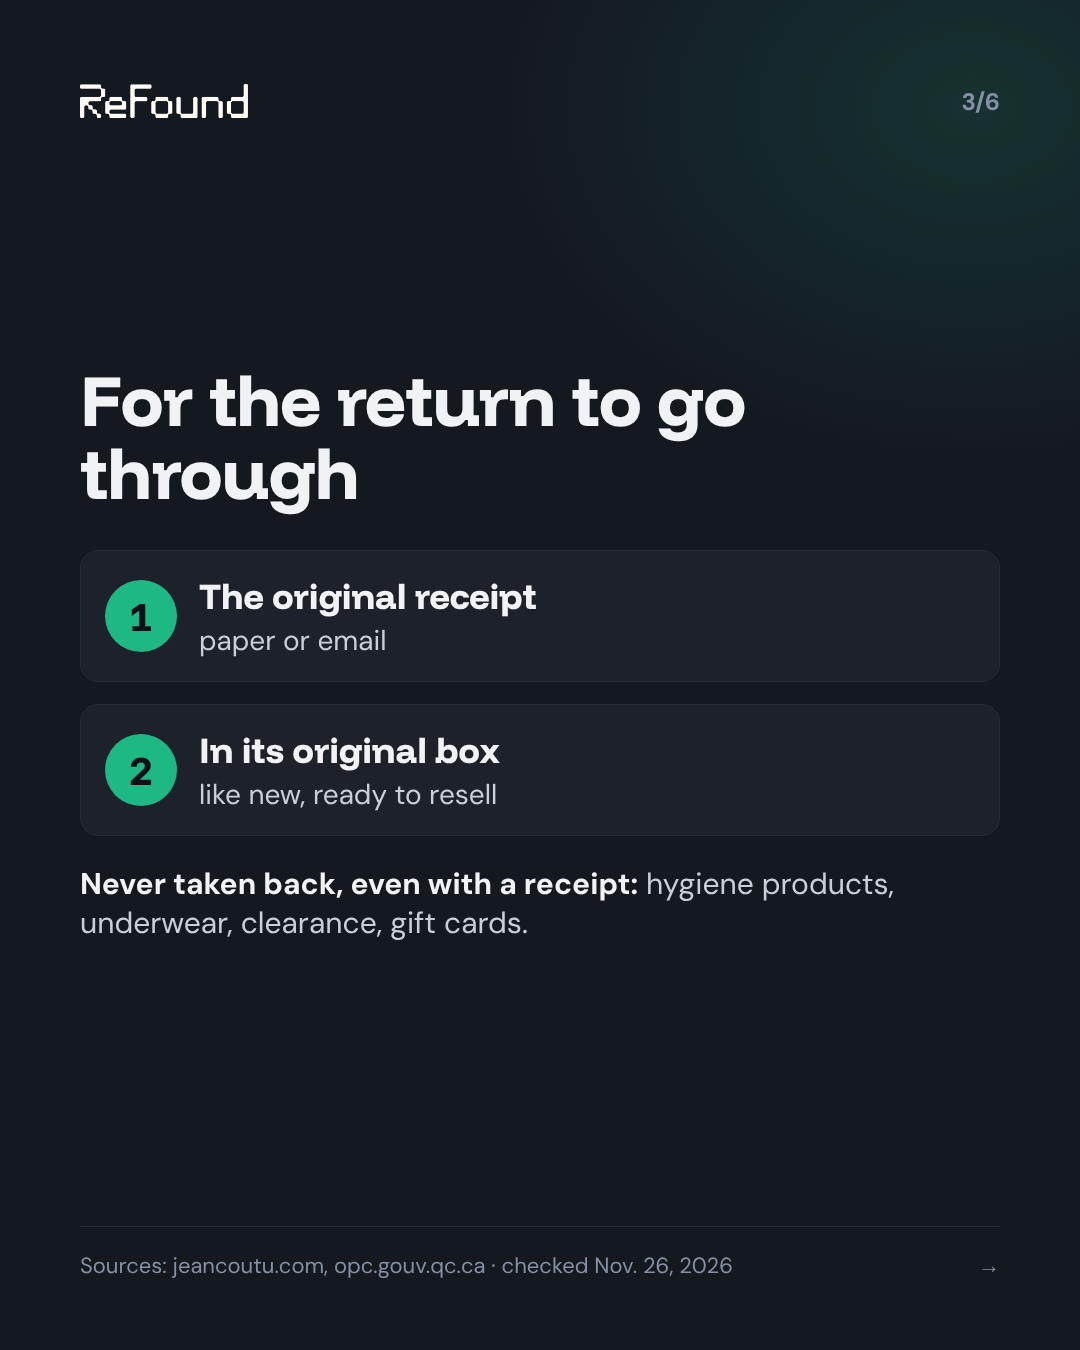 ReFound
3/6
For the return to go
through
1
The original receipt
paper or email
2
In its original box
like new, ready to resell
Never taken back, even with a receipt: hygiene products,
underwear, clearance, gift cards.
Sources: jeancoutu.com, opc.gouv.qc.ca · checked Nov. 26, 2026
→